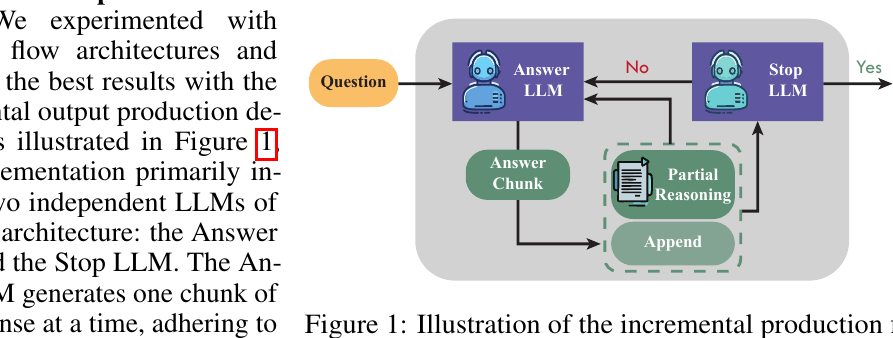 We experimented with
flow architectures and
the best results with the
ntal output production de-
s illustrated in Figure 1,
ementation primarily in-
wo independent LLMs of
architecture: the Answer
d the Stop LLM. The An-
M generates one chunk of
nse at a time, adhering to
Question
Answer
LLM
No
Stop
LLM
Yes
Answer
Chunk
Partial
Reasoning
Append
Figure 1: Illustration of the incremental production